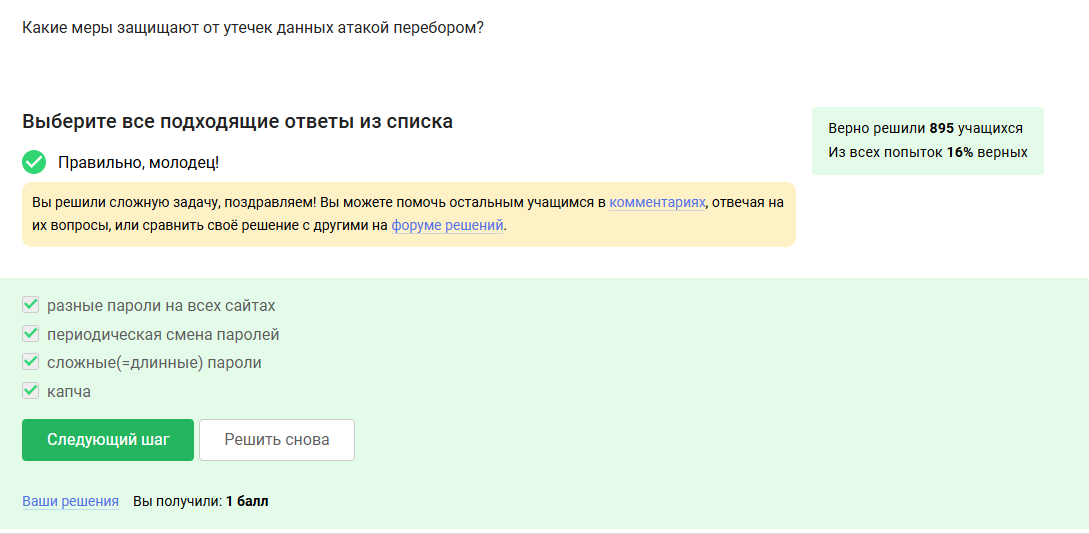 Какие меры защищают от утечек данных атакой перебором?
Выберите все подходящие ответы из списка
Правильно, молодец!
Вы решили сложную задачу, поздравляем! Вы можете помочь остальным учащимся в комментариях, отвечая на
их вопросы, или сравнить своё решение с другими на форуме решений.
Верно решили 895 учащихся
Из всех попыток 16% верных
разные пароли на всех сайтах
периодическая смена паролей
сложные(=длинные) пароли
капча
Следующий шаг
Решить снова
Ваши решения Вы получили: 1 балл